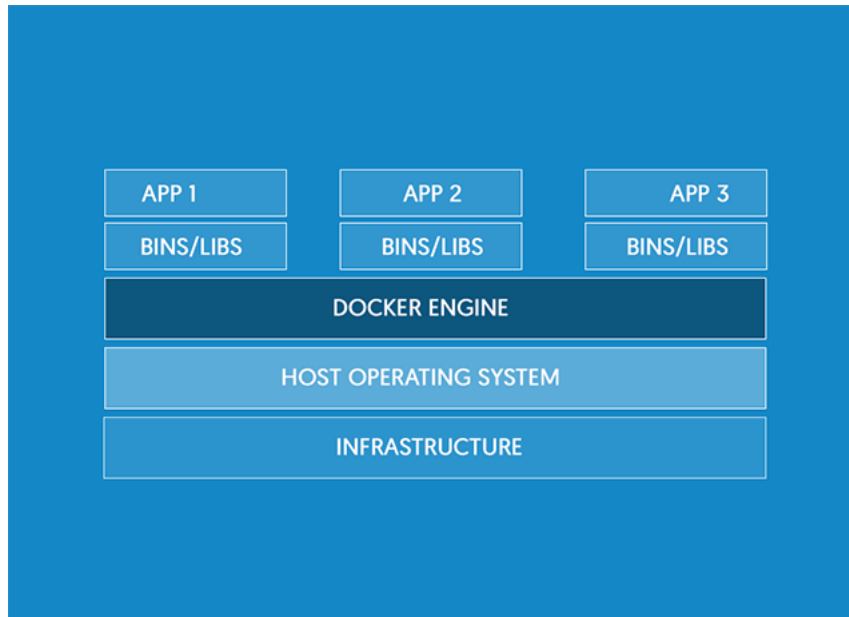 APP 1 APP 2 APP 3
BINS/LIBS BINS/LIBS BINS/LIBS
DOCKER ENGINE
HOST OPERATING SYSTEM
INFRASTRUCTURE